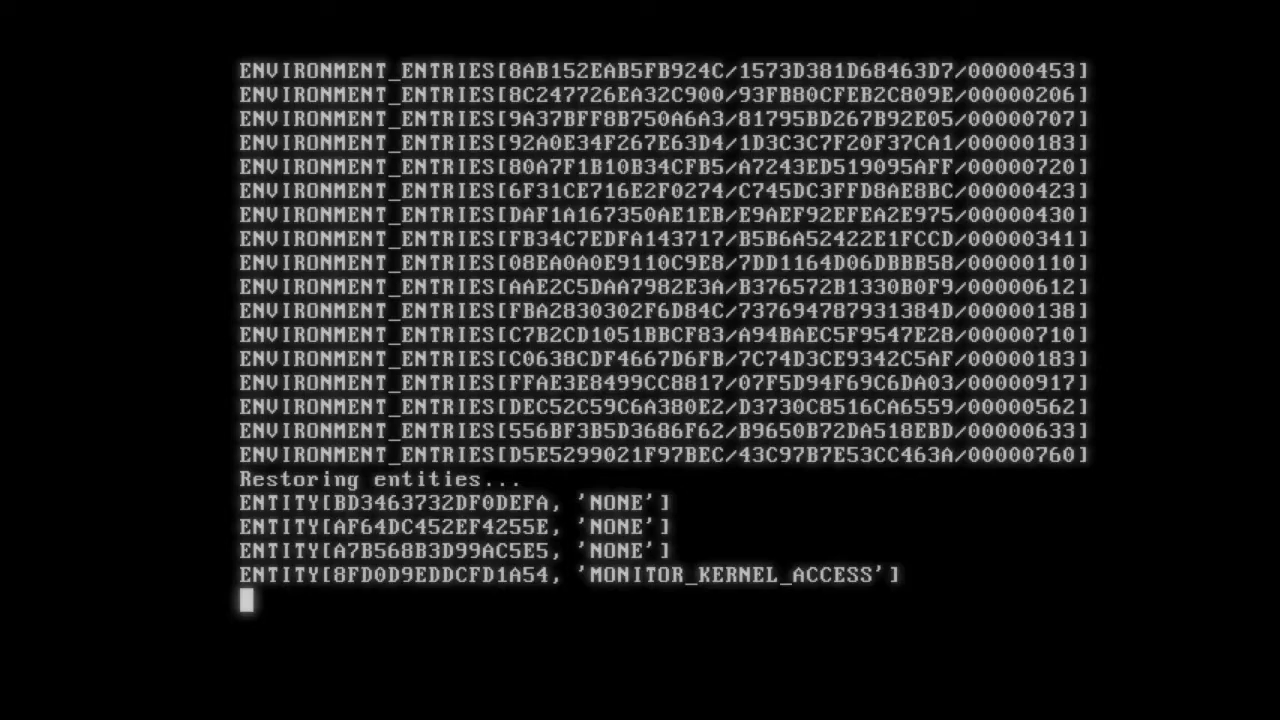 ENVIRONMENT_ENTRIES[8AB152EAB5FB924C/1573D381D68463D7/00000453]
ENVIRONMENT_ENTRIES[8C247726EA32C900/93FB80CFEB2C809E/00000206]
ENVIRONMENT_ENTRIES[9A37BFF8B750A6A3/81795BD267B92E05/00000707]
ENVIRONMENT_ENTRIES[92A0E34F267E63D4/1D3C3C7F20F37CA1/00000183]
ENVIRONMENT_ENTRIES[80A7F1B10B34CFB5/A7243ED519095AFF/00000720]
ENVIRONMENT_ENTRIES[6F31CE716E2F0274/C745DC3FFD8AE8BC/00000423]
ENVIRONMENT_ENTRIES[DAF1A167350AE1EB/E9AEF92EFEA2E975/00000430]
ENVIRONMENT_ENTRIES[FB34C7EDFA143717/B5B6A52422E1FCCD/00000341]
ENVIRONMENT_ENTRIES[08EA0A0E9110C9E8/7DD1164D06DBBB58/00000110]
ENVIRONMENT_ENTRIES[AAE2C5DAA7982E3A/B376572B1330B0F9/00000612]
ENVIRONMENT_ENTRIES[FBA2830302F6D84C/737694787931384D/00000138]
ENVIRONMENT_ENTRIES[C7B2CD1051BBCF83/A94BAEC5F9547E28/00000710]
ENVIRONMENT_ENTRIES[C0638CDF4667D6FB/7C74D3CE9342C5AF/00000183]
ENVIRONMENT_ENTRIES[FFAE3E8499CC8817/07F5D94F69C6DA03/00000917]
ENVIRONMENT_ENTRIES[DEC52C59C6A380E2/D3730C8516CA6559/00000562]
ENVIRONMENT_ENTRIES[556BF3B5D3686F62/B9650B72DA518EBD/00000633]
ENVIRONMENT_ENTRIES[D5E5299021F97BEC/43C97B7E53CC463A/00000760]
Restoring entities...
ENTITY[BD3463732DF0DEFA, 'NONE']
ENTITY[AF64DC452EF4255E, 'NONE']
ENTITY[A7B568B3D99AC5E5, 'NONE']
ENTITY[8FD0D9EDDCFD1A54, 'MONITOR_KERNEL_ACCESS']